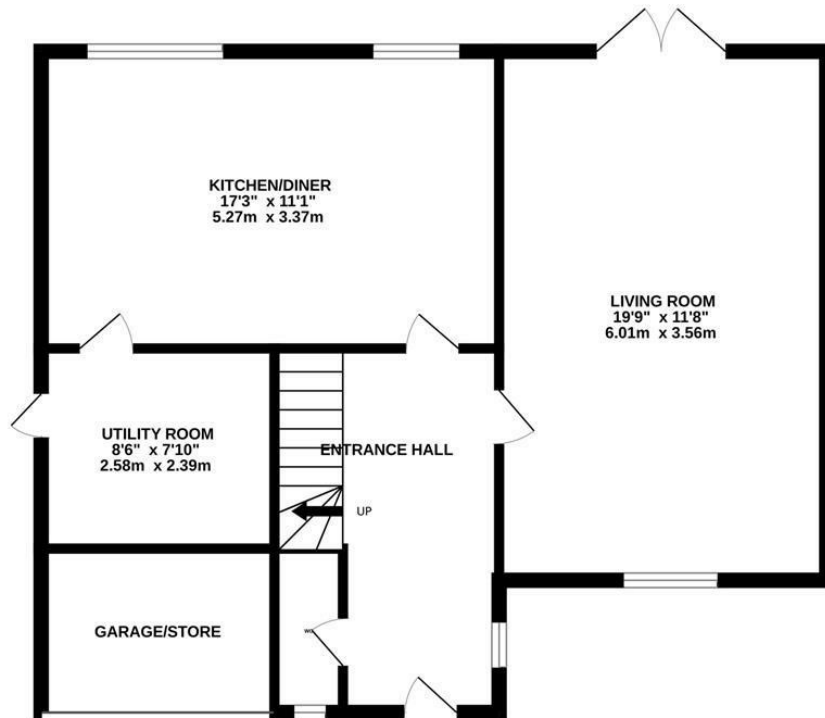 KITCHEN/DINER
17'3" x 11'1"
5.27m x 3.37m
LIVING ROOM
19'9" x 11'8"
6.01m x 3.56m
UTILITY ROOM
8'6" x 7'10"
2.58m x 2.39m
ENTRANCE HALL
UP
GARAGE/STORE